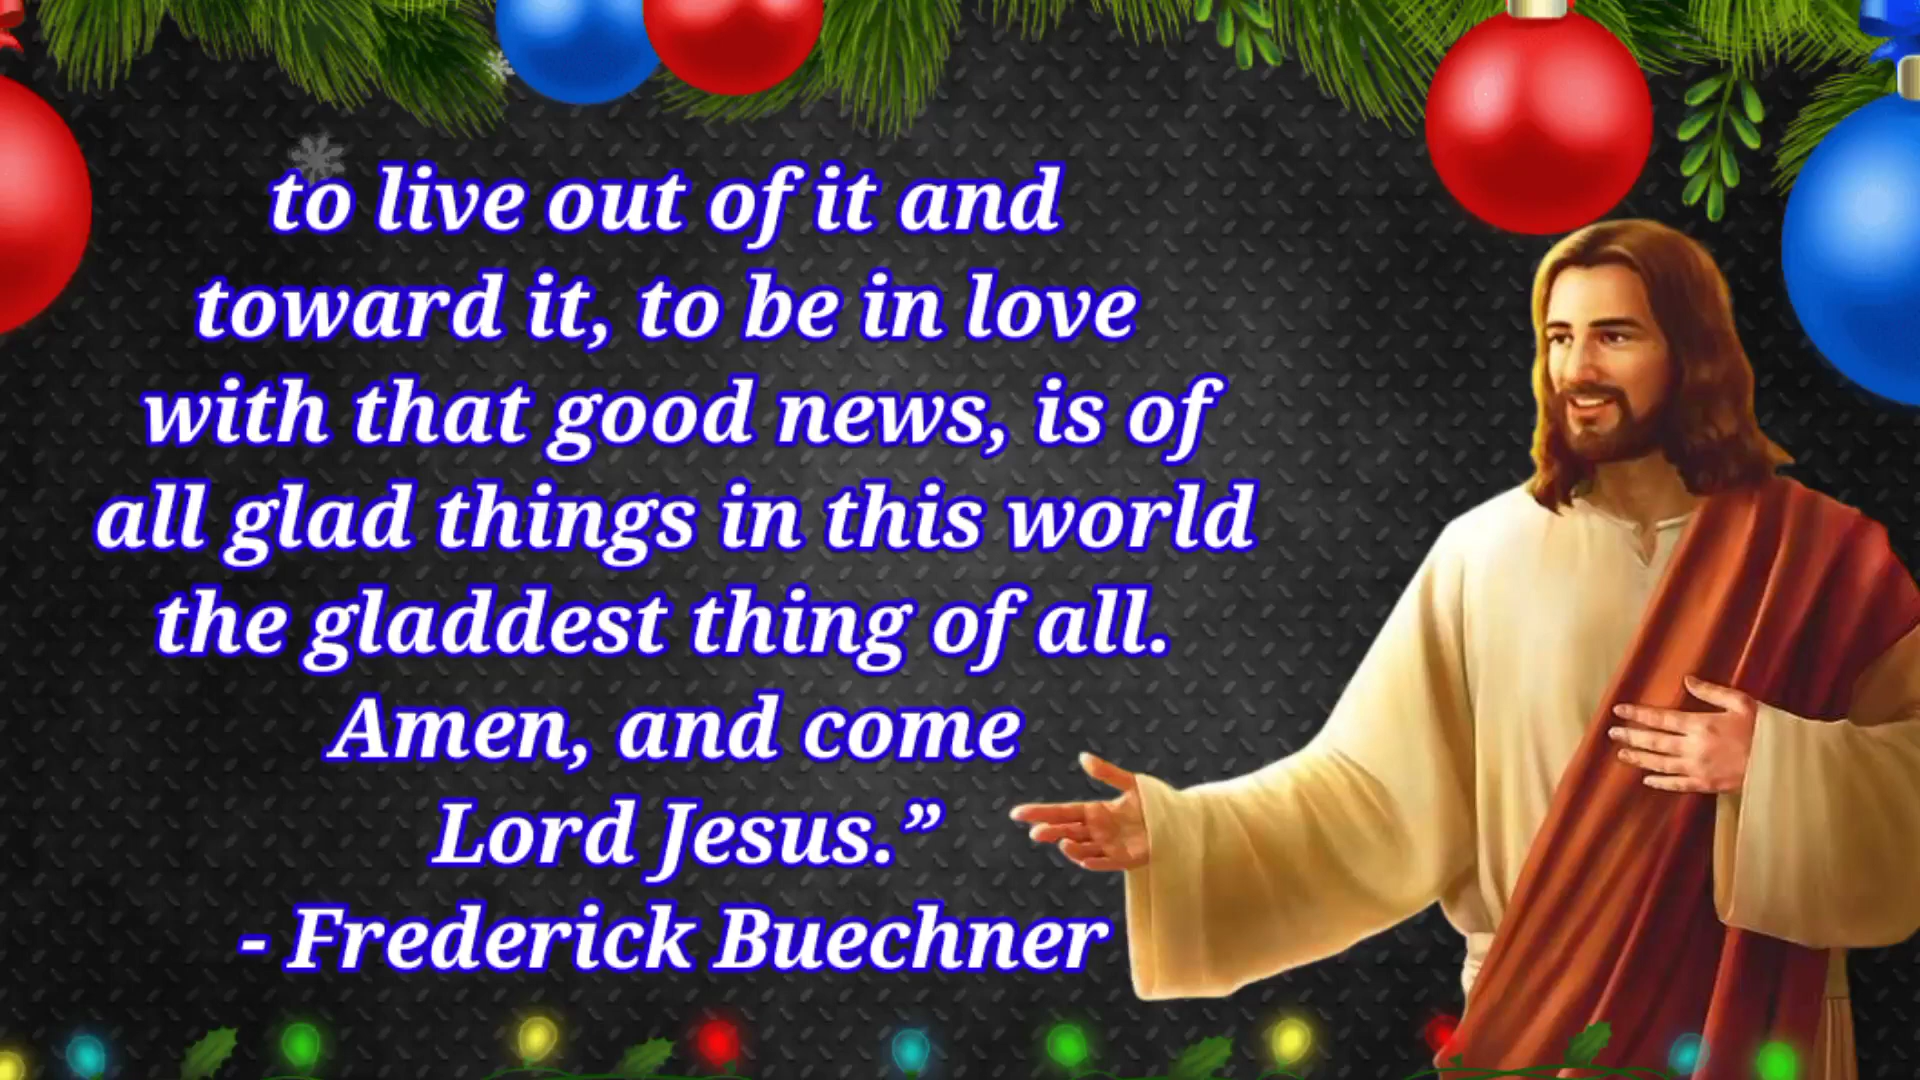 to live out of it and
toward it, to be in love
with that good news, is of
all glad things in this world
the gladdest thing of all.
Amen, and come
Lord Jesus.”
- Frederick Buechner